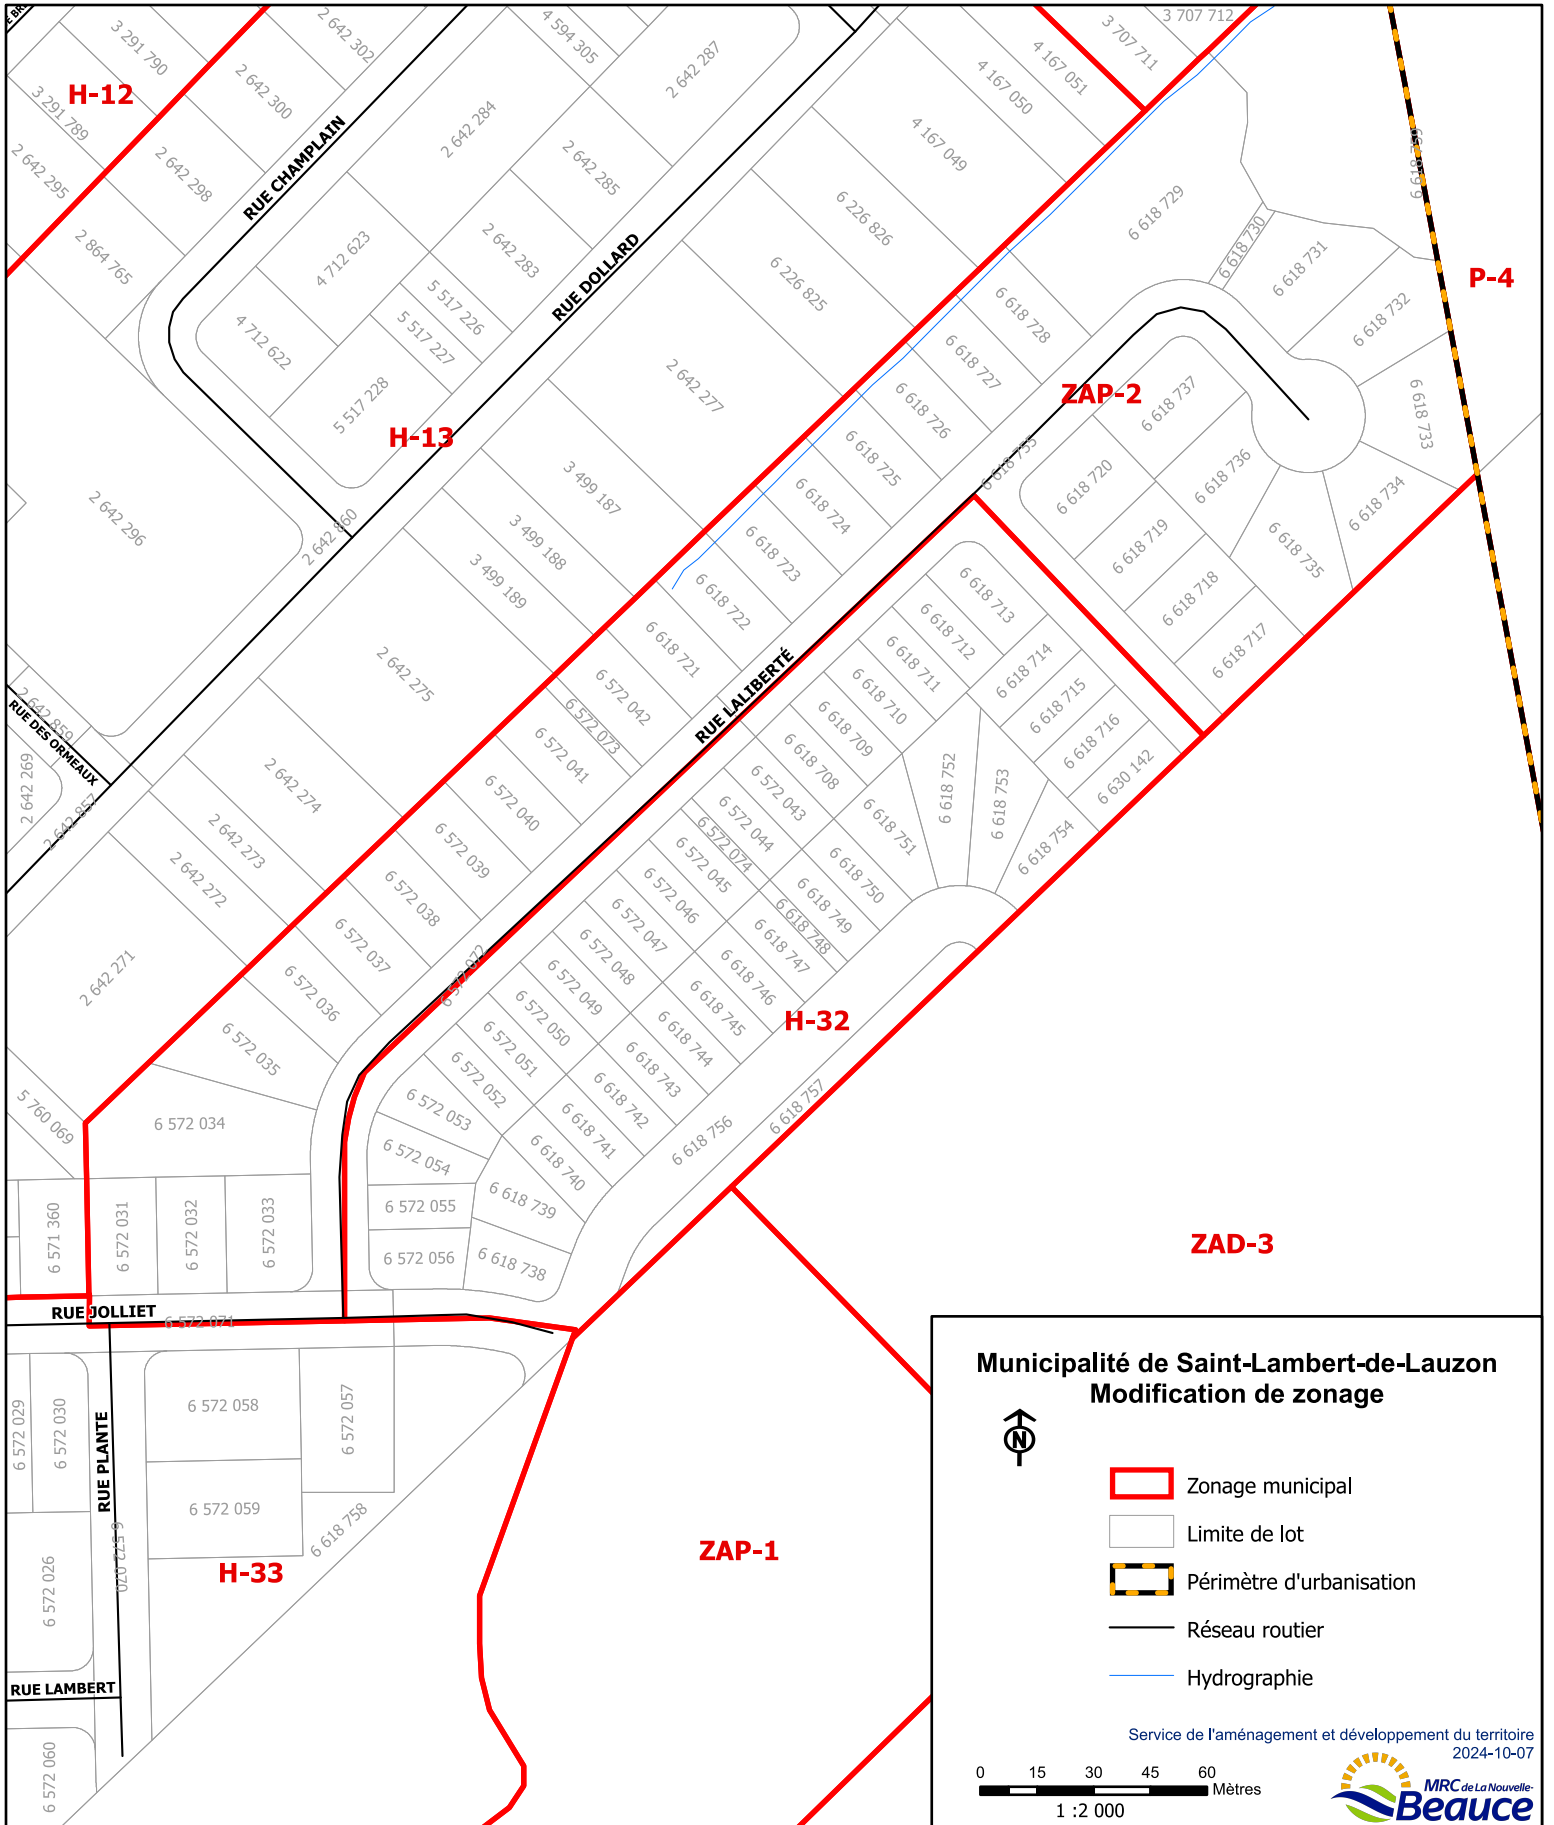 3 707 712
3 291 790
2 642 302
4 594 305
2 642 287
4 167 051
3 707 711
H-12
2 642 300
4 167 050
3 291 789
2 642 284
4 167 049
2 642 295
2 642 298
RUE CHAMPLAIN
2 642 285
6 618 759
6 618 729
6 226 826
6 618 730
2 864 765
4 712 623
2 642 283
RUE DOLLARD
6 226 825
6 618 731
P-4
5 517 226
6 618 728
6 618 732
4 712 622
5 517 227
6 618 727
2 642 277
ZAP-2
6 618 737
5 517 228
6 618 726
6 618 733
H-13
6 618 725
6 618 755
6 618 736
6 618 720
3 499 187
6 618 734
2 642 296
6 618 724
2 642 860
3 499 188
6 618 719
6 618 723
6 618 735
3 499 189
6 618 722
6 618 713
6 618 718
6 618 712
6 618 721
6 618 717
6 618 711
6 618 714
2 642 275
6 572 042
RUE LALIBERTÉ
6 618 710
6 618 715
2 642 859
6 572 073
6 618 709
6 618 716
RUE DES ORMEAUX
6 572 041
6 618 708
6 630 142
2 642 269
2 642 274
6 572 040
6 572 043
6 618 752
6 618 753
2 642 857
6 572 044
6 618 751
2 642 273
6 572 039
6 572 074
6 618 754
2 642 272
6 572 045
6 618 750
6 572 038
6 572 046
6 618 749
6 572 037
6 572 047
6 618 748
2 642 271
6 572 072
6 572 048
6 618 747
6 572 036
6 572 049
6 618 746
6 572 050
6 618 745
H-32
6 572 035
6 572 051
6 618 744
6 572 052
6 618 743
5 760 069
6 572 053
6 618 742
6 618 757
6 572 034
6 618 741
6 618 756
6 572 054
6 618 740
6 572 055
6 618 739
6 571 360
6 572 031
6 572 032
6 572 033
6 572 056
6 618 738
ZAD-3
RUE JOLLIET
6 572 071
6 572 058
6 572 057
6 572 029
6 572 030
RUE PLANTE
6 572 059
6 618 758
6 572 070
6 572 026
H-33
ZAP-1
RUE LAMBERT
6 572 060
Municipalité de Saint-Lambert-de-Lauzon
Modification de zonage
N
Zonage municipal
Limite de lot
Périmètre d'urbanisation
Réseau routier
Hydrographie
Service de l'aménagement et développement du territoire
2024-10-07
0 15 30 45 60
Mètres
1 :2 000
MRC de La Nouvelle-
Beauce